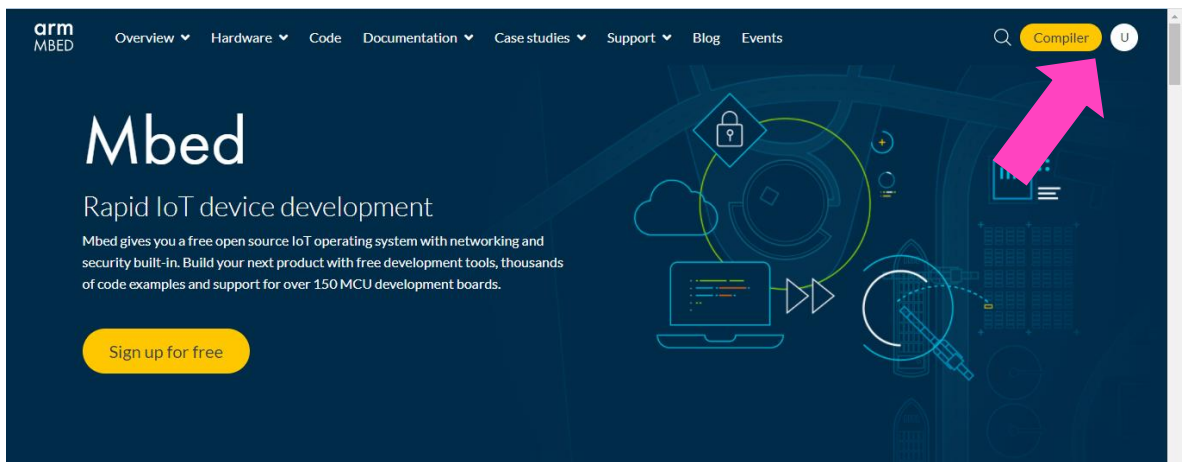 arm
MBED
Overview Hardware Code Documentation Case studies Support Blog Events
Compiler
U
Mbed
Rapid IoT device development
Mbed gives you a free open source IoT operating system with networking and
security built-in. Build your next product with free development tools, thousands
of code examples and support for over 150 MCU development boards.
Sign up for free